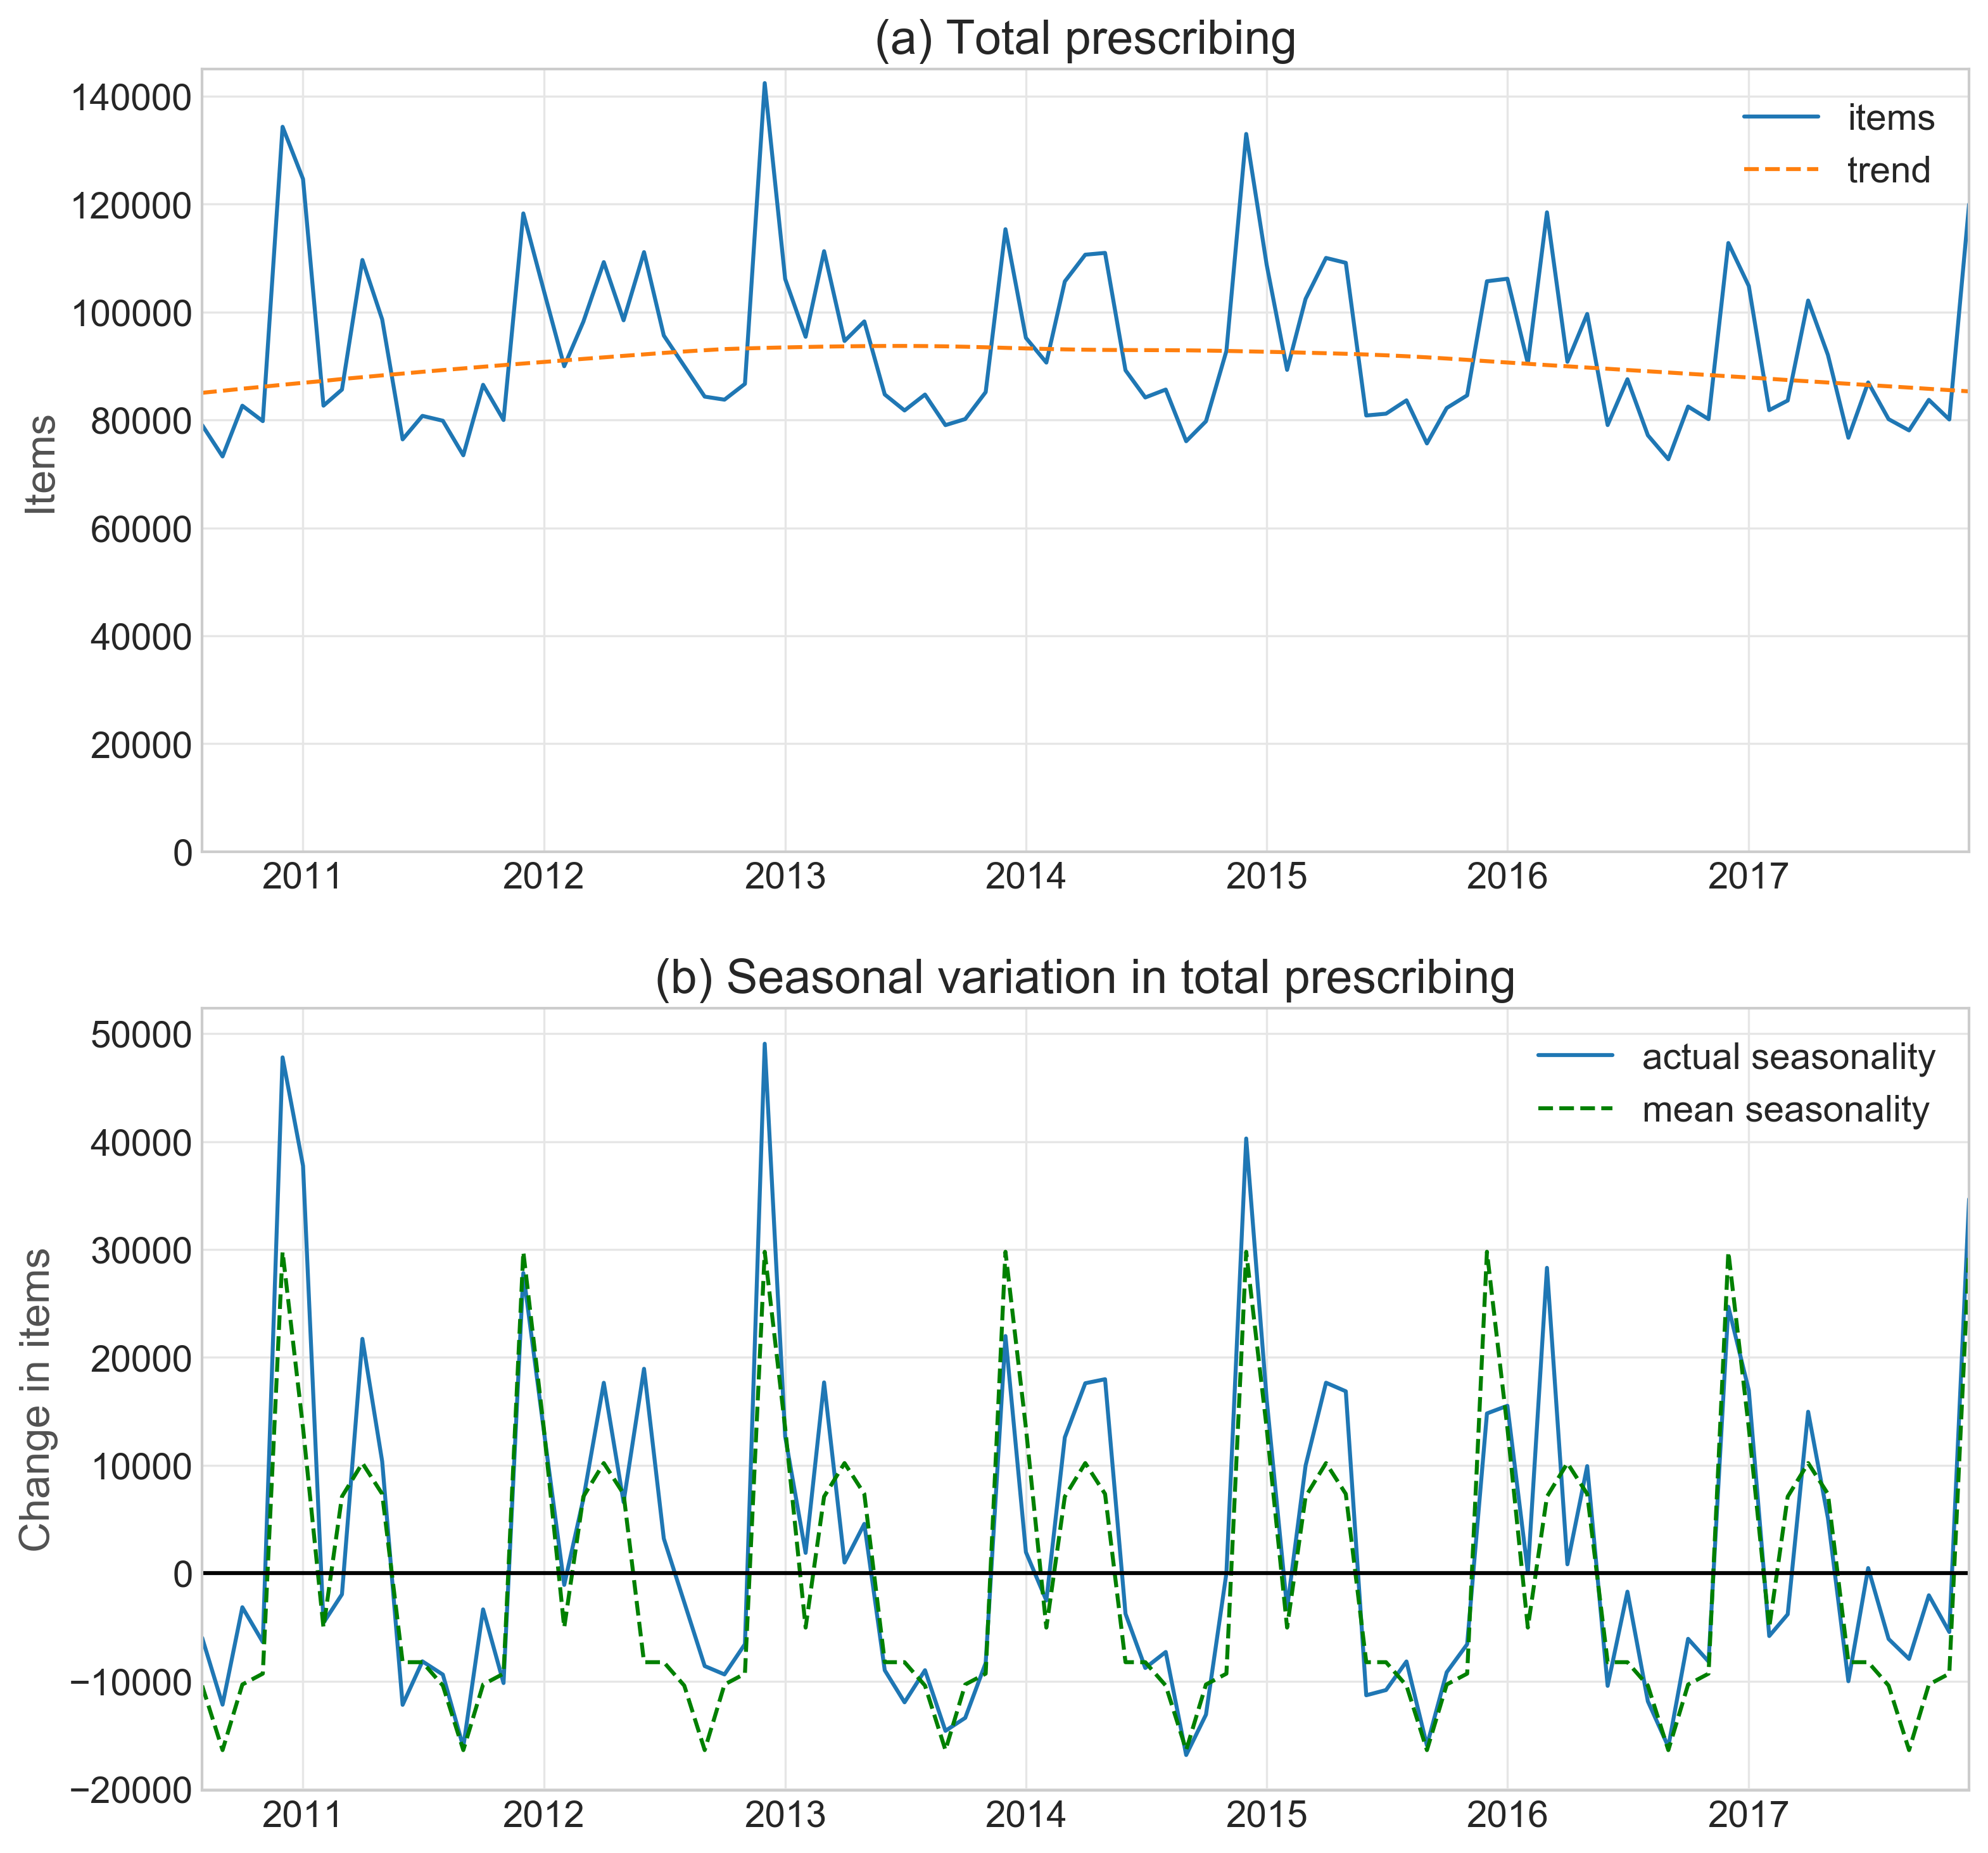 (a) Total prescribing
140000
120000
100000
80000
60000
40000
20000
0
Items
items
trend
2011 2012 2013 2014 2015 2016 2017
(b) Seasonal variation in total prescribing
50000
40000
30000
20000
10000
0
−10000
−20000
Change in items
actual seasonality
mean seasonality
2011 2012 2013 2014 2015 2016 2017